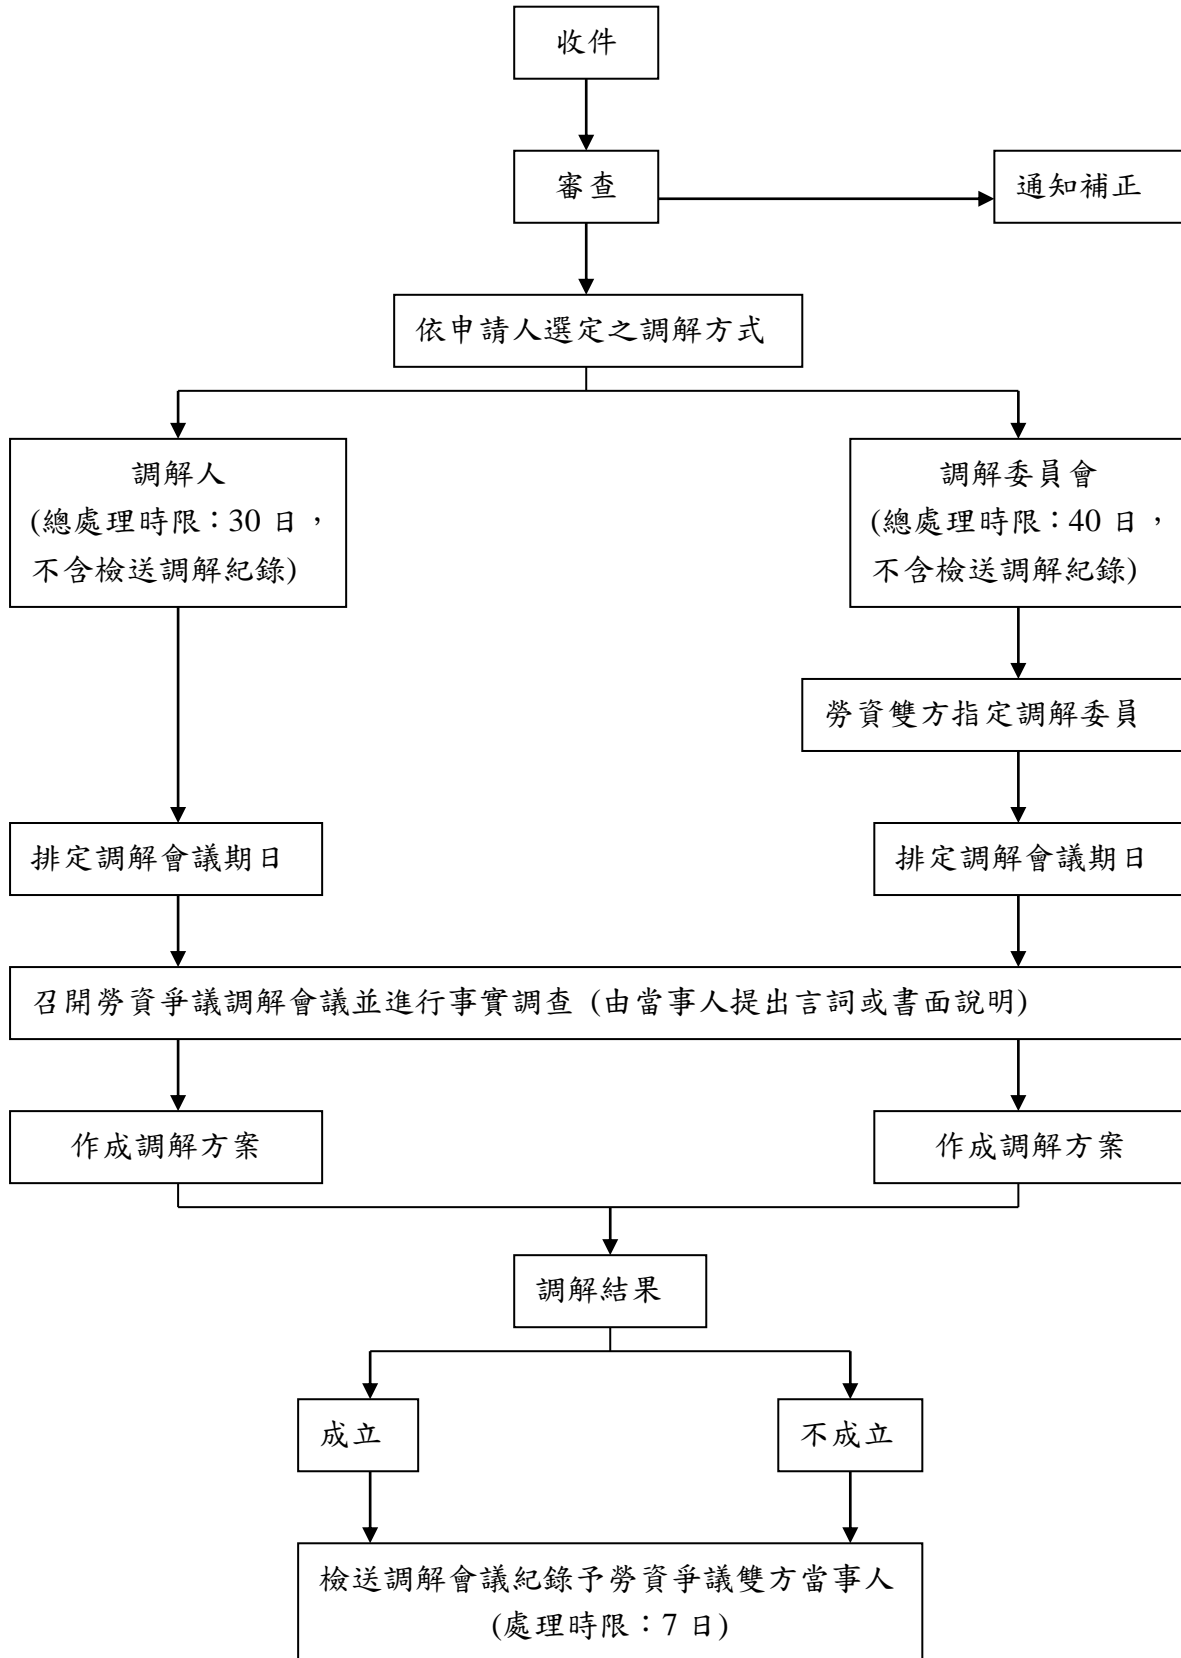 收件
審查
通知補正
依申請人選定之調解方式
調解人
(總處理時限：30 日，
不含檢送調解紀錄)
調解委員會
(總處理時限：40 日，
不含檢送調解紀錄)
勞資雙方指定調解委員
排定調解會議期日
排定調解會議期日
召開勞資爭議調解會議並進行事實調查 (由當事人提出言詞或書面說明)
作成調解方案
作成調解方案
調解結果
成立
不成立
檢送調解會議紀錄予勞資爭議雙方當事人
(處理時限：7 日)